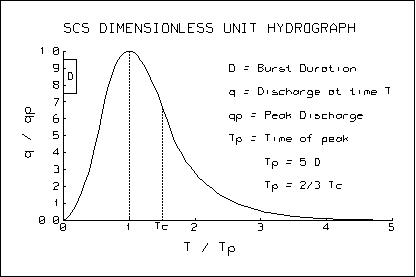 SCS DIMENSIONLESS UNIT HYDROGRAPH
1 0
9
8
7
6
5
4
3
2
1
0 0
q / qp
D
D = Burst Duration
q = Discharge at time T
qp = Peak Discharge
Tp = Time of peak
Tp = 5 D
Tp = 2/3 Tc
0 1 Tc 2 3 4 5
T / Tp